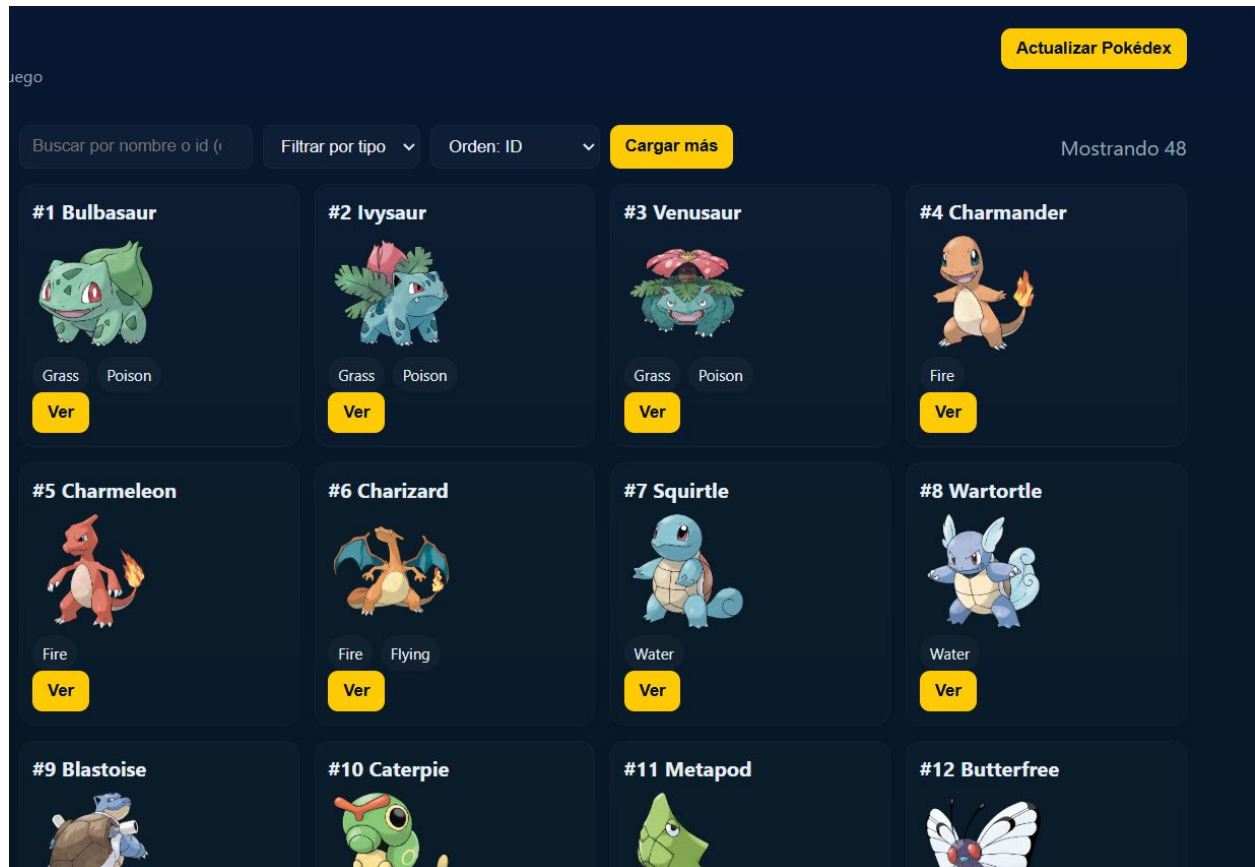 Actualizar Pokédex
uego
Buscar por nombre o id (
Filtrar por tipo
Orden: ID
Cargar más
Mostrando 48
#1 Bulbasaur
#2 Ivysaur
#3 Venusaur
#4 Charmander
Grass Poison
Grass Poison
Grass Poison
Fire
Ver
Ver
Ver
Ver
#5 Charmeleon
#6 Charizard
#7 Squirtle
#8 Wartortle
Fire
Fire Flying
Water
Water
Ver
Ver
Ver
Ver
#9 Blastoise
#10 Caterpie
#11 Metapod
#12 Butterfree